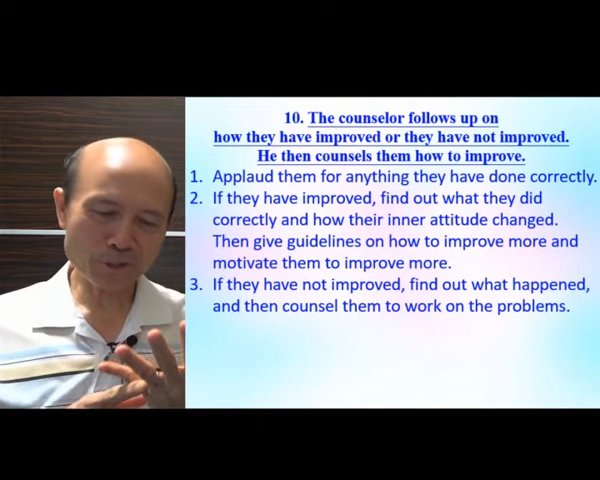 10. The counselor follows up on
how they have improved or they have not improved.
He then counsels them how to improve.
1. Applaud them for anything they have done correctly.
2. If they have improved, find out what they did
correctly and how their inner attitude changed.
Then give guidelines on how to improve more and
motivate them to improve more.
3. If they have not improved, find out what happened,
and then counsel them to work on the problems.